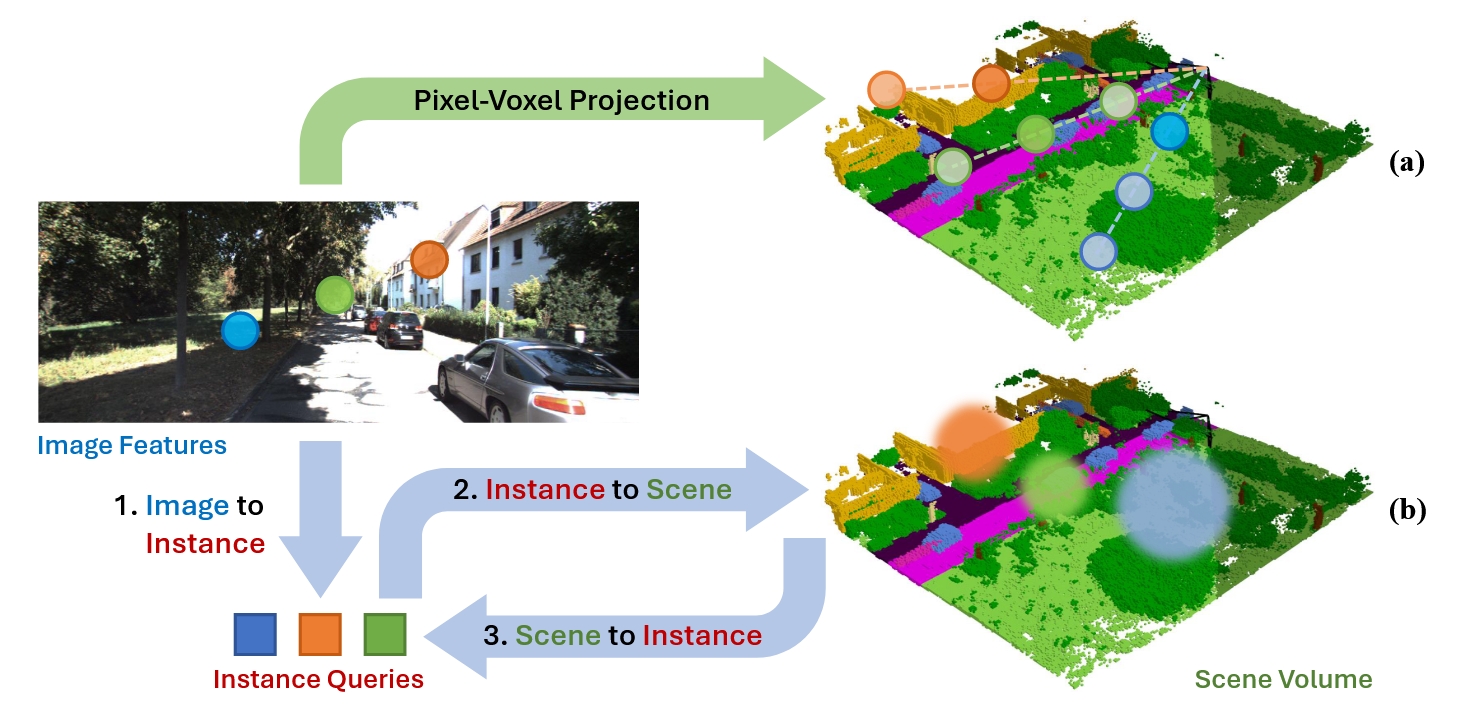 Pixel-Voxel Projection
(a)
Image Features
1. Image to
Instance
2. Instance to Scene
(b)
3. Scene to Instance
Instance Queries
Scene Volume